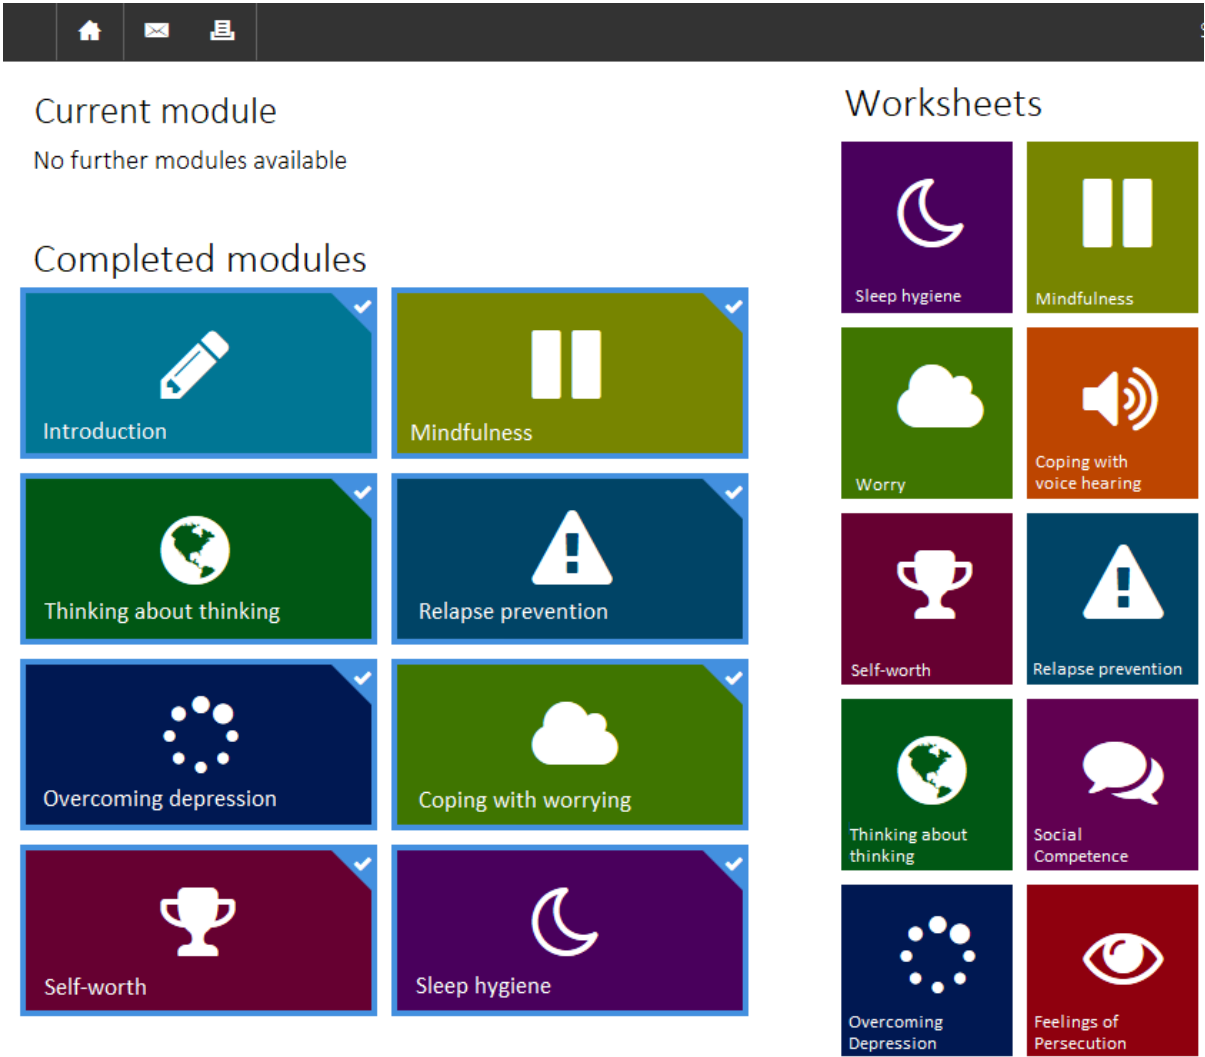 Current module
No further modules available
Completed modules
Introduction
Mindfulness
Thinking about thinking
Relapse prevention
Overcoming depression
Coping with worrying
Self-worth
Sleep hygiene
Worksheets
Sleep hygiene
Mindfulness
Worry
Coping with
voice hearing
Self-worth
Relapse prevention
Thinking about
thinking
Social
Competence
Overcoming
Depression
Feelings of
Persecution